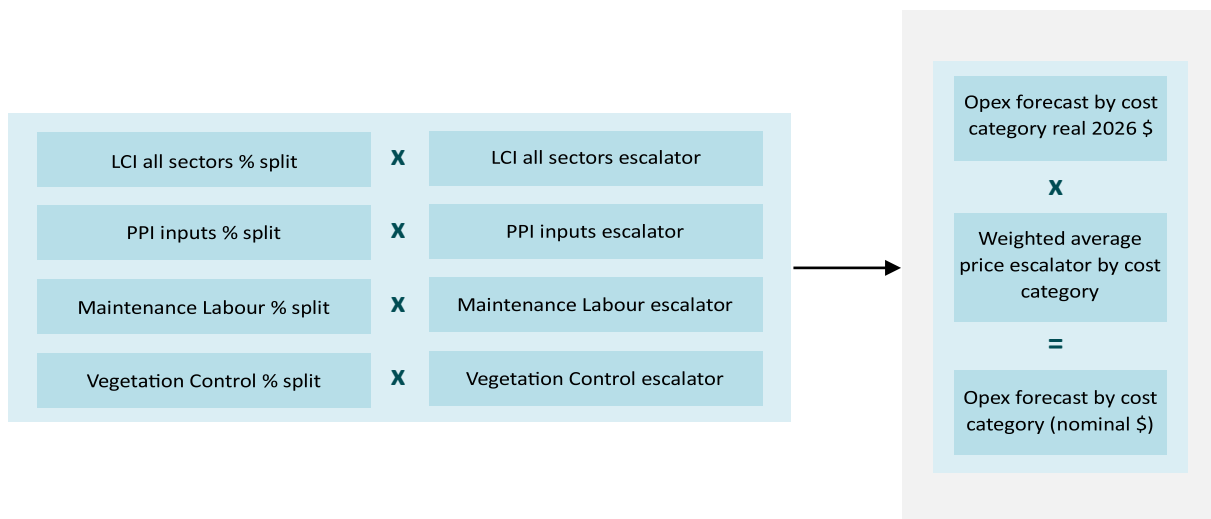 LCI all sectors % split
x
LCI all sectors escalator
PPI inputs % split
x
PPI inputs escalator
Maintenance Labour % split
x
Maintenance Labour escalator
Vegetation Control % split
x
Vegetation Control escalator
Opex forecast by cost
category real 2026 $
x
Weighted average
price escalator by cost
category
=
Opex forecast by cost
category (nominal $)